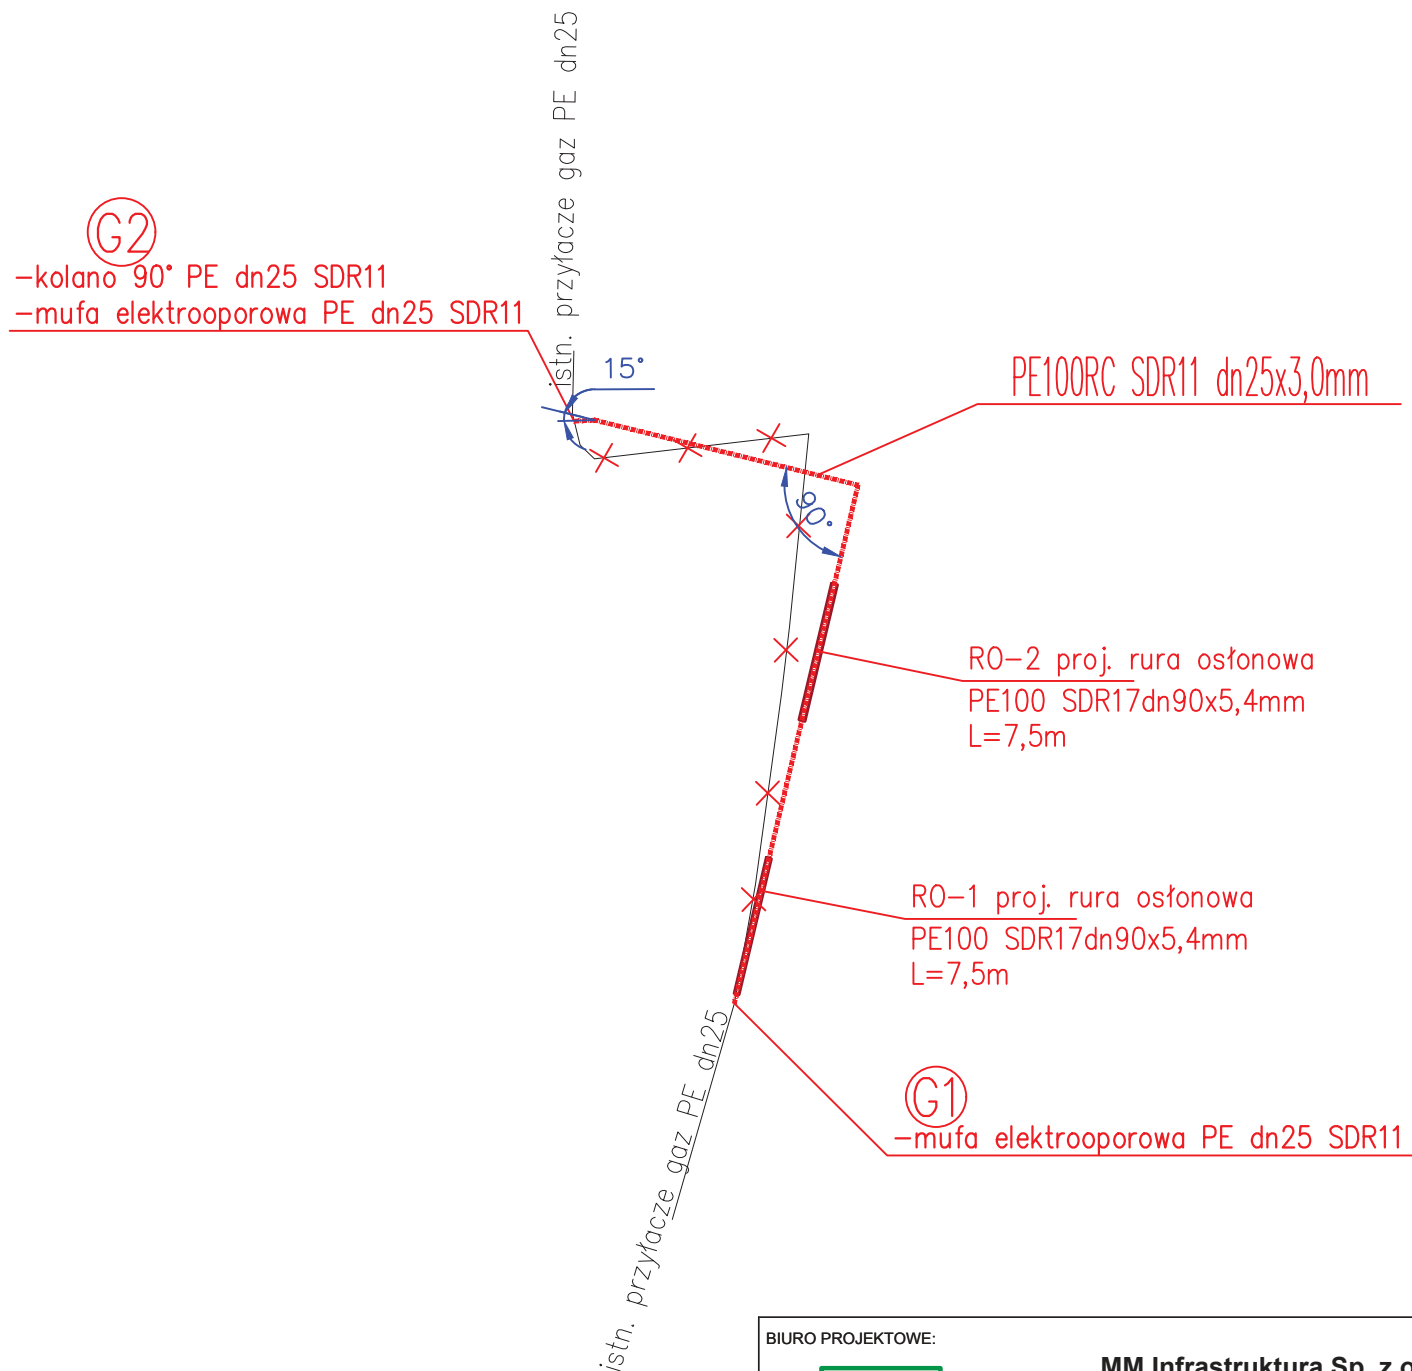 istn. przyłacze gaz PE dn25
G2
-kolano 90° PE dn25 SDR11
-mufa elektrooporowa PE dn25 SDR11
15°
PE100RC SDR11 dn25x3,0mm
90°
RO-2 proj. rura osłonowa
PE100 SDR17dn90x5,4mm
L=7,5m
RO-1 proj. rura osłonowa
PE100 SDR17dn90x5,4mm
L=7,5m
istn. przyłacze gaz PE dn25
G1
-mufa elektrooporowa PE dn25 SDR11
BIURO PROJEKTOWE:
MM Infrastruktura Sp. z o